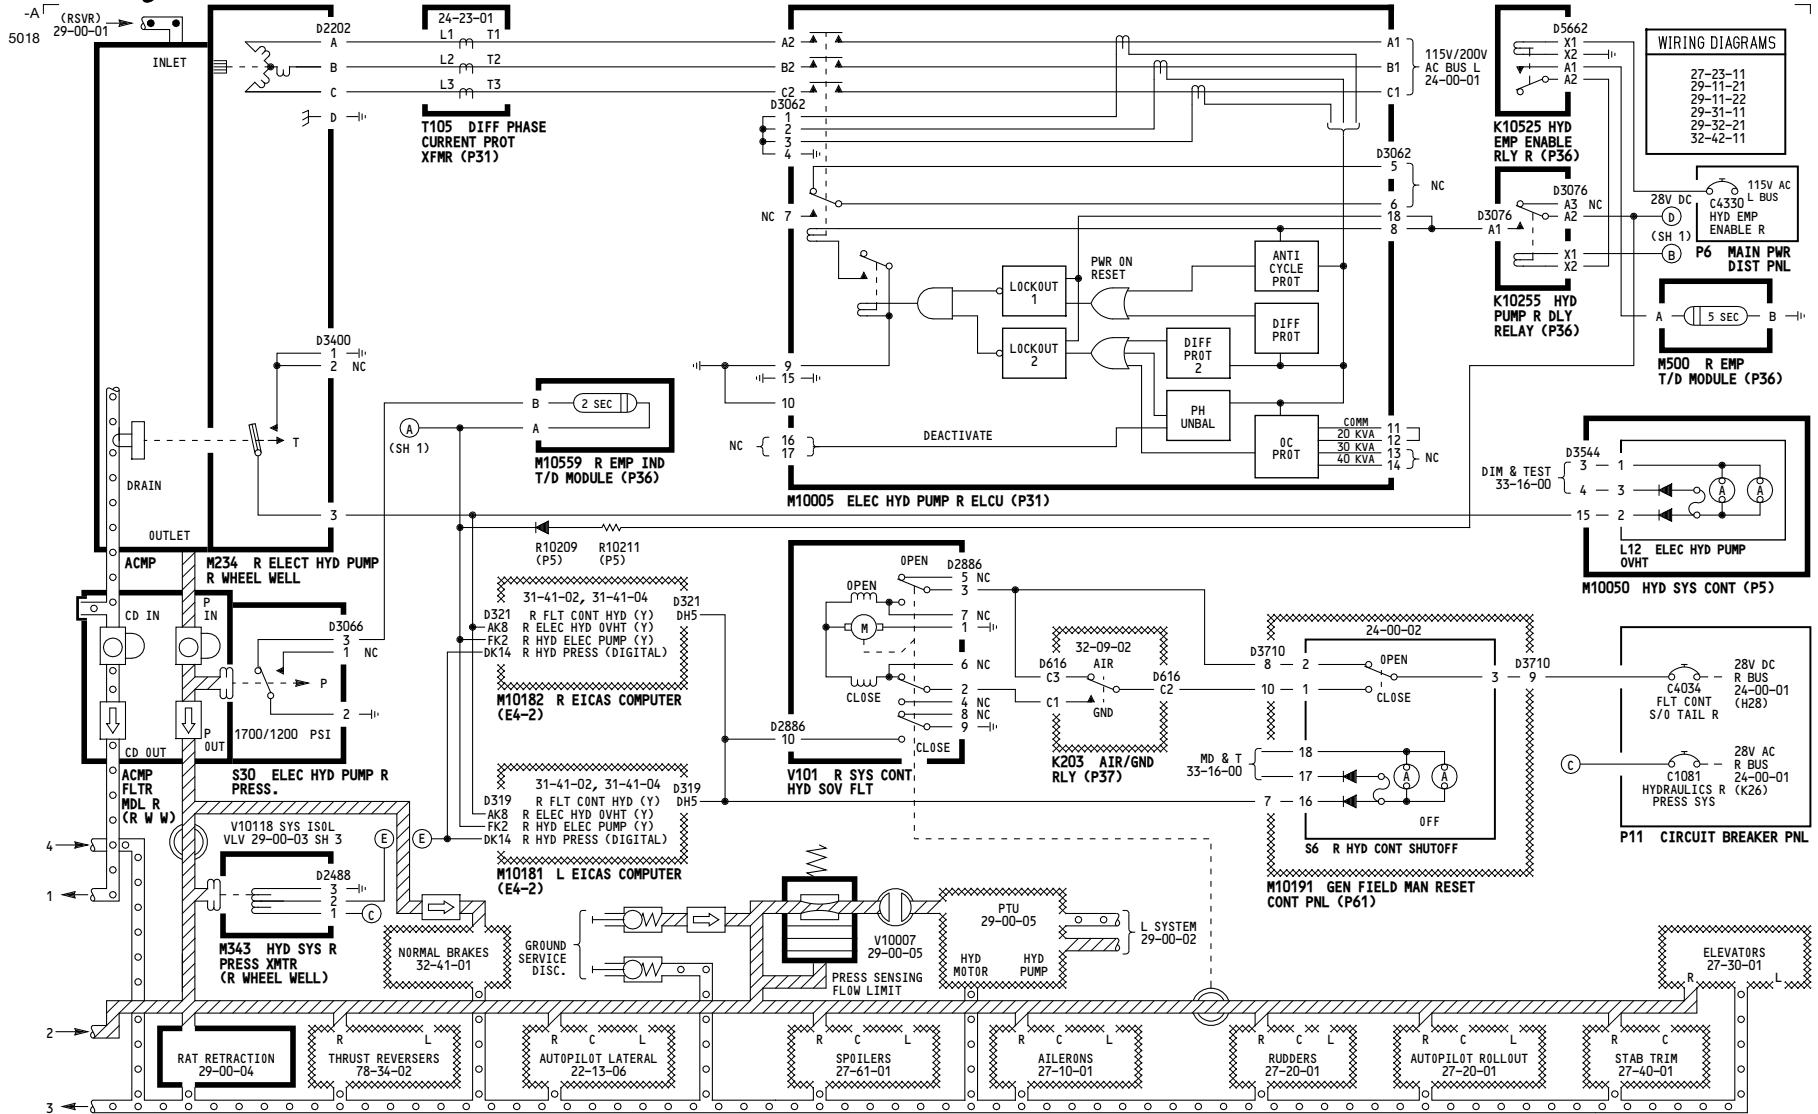 -A
5018
(RSVR)
29-00-01
INLET
D2202
A
B
C
D
24-23-01
L1 T1
L2 T2
L3 T3
T105 DIFF PHASE
CURRENT PROT
XFMR (P31)
A2
B2
C2
D3062
1
2
3
4
NC 7
A1
B1
C1
115V/200V
AC BUS L
24-00-01
D3062
5
6
NC
18
8
PWR ON
RESET
LOCKOUT
1
LOCKOUT
2
ANTI
CYCLE
PROT
DIFF
PROT
DIFF
PROT
2
PH
UNBAL
OC
PROT
COMM 11
20 KVA 12
30 KVA 13
40 KVA 14
NC
9
15
10
NC
16
17
DEACTIVATE
M10005 ELEC HYD PUMP R ELCU (P31)
D5662
X1
X2
A1
A2
K10525 HYD
EMP ENABLE
RLY R (P36)
WIRING DIAGRAMS
27-23-11
29-11-21
29-11-22
29-31-11
29-32-21
32-42-11
D3076
A1
D3076
A3 NC
A2
X1
X2
K10255 HYD
PUMP R DLY
RELAY (P36)
28V DC
D
(SH 1)
B
115V AC
L BUS
C4330
HYD EMP
ENABLE R
P6 MAIN PWR
DIST PNL
A 5 SEC B
M500 R EMP
T/D MODULE (P36)
D3400
1
2 NC
T
DRAIN
3
OUTLET
ACMP
M234 R ELECT HYD PUMP
R WHEEL WELL
A
(SH 1)
B 2 SEC
A
M10559 R EMP IND
T/D MODULE (P36)
R10209
(P5)
R10211
(P5)
DIM & TEST
33-16-00
D3544
3 1
4 3
15 2
A A
L12 ELEC HYD PUMP
OVHT
M10050 HYD SYS CONT (P5)
CD IN
P
IN
CD OUT
P
OUT
ACMP
FLTR
MDL R
(R W W)
D3066
3
1 NC
P
2
1700/1200 PSI
S30 ELEC HYD PUMP R
PRESS.
31-41-02, 31-41-04
D321
D321
R FLT CONT HYD (Y) DH5
AK8 R ELEC HYD OVHT (Y)
FK2 R HYD ELEC PUMP (Y)
DK14 R HYD PRESS (DIGITAL)
M10182 R EICAS COMPUTER
(E4-2)
31-41-02, 31-41-04
D319
D319
R FLT CONT HYD (Y) DH5
AK8 R ELEC HYD OVHT (Y)
FK2 R HYD ELEC PUMP (Y)
DK14 R HYD PRESS (DIGITAL)
M10181 L EICAS COMPUTER
(E4-2)
OPEN
OPEN
M
CLOSE
CLOSE
D2886
5 NC
3
7 NC
1
6 NC
2
4 NC
8 NC
9
D2886
10
V101 R SYS CONT
HYD SOV FLT
32-09-02
D616
C3
C1
AIR
GND
D616
C2
K203 AIR/GND
RLY (P37)
24-00-02
D3710
8 2
10 1
OPEN
CLOSE
3
D3710
9
MD & T
33-16-00
18
17
7 16
A A
OFF
S6 R HYD CONT SHUTOFF
M10191 GEN FIELD MAN RESET
CONT PNL (P61)
C4034
FLT CONT
S/O TAIL R
28V DC
R BUS
24-00-01
(H28)
C
C1081
HYDRAULICS R
PRESS SYS
28V AC
R BUS
24-00-01
(K26)
P11 CIRCUIT BREAKER PNL
4
1
V10118 SYS ISOL
VLV 29-00-03 SH 3
E
E
D2488
3
2
1
C
M343 HYD SYS R
PRESS XMTR
(R WHEEL WELL)
NORMAL BRAKES
32-41-01
GROUND
SERVICE
DISC.
PRESS SENSING
FLOW LIMIT
V10007
29-00-05
PTU
29-00-05
HYD
MOTOR
HYD
PUMP
L SYSTEM
29-00-02
ELEVATORS
27-30-01
R L
2
3
RAT RETRACTION
29-00-04
R L
THRUST REVERSERS
78-34-02
R C L
AUTOPILOT LATERAL
22-13-06
R C L
SPOILERS
27-61-01
R C L
AILERONS
27-10-01
R C L
RUDDERS
27-20-01
R C L
AUTOPILOT ROLLOUT
27-20-01
R C
STAB TRIM
27-40-01